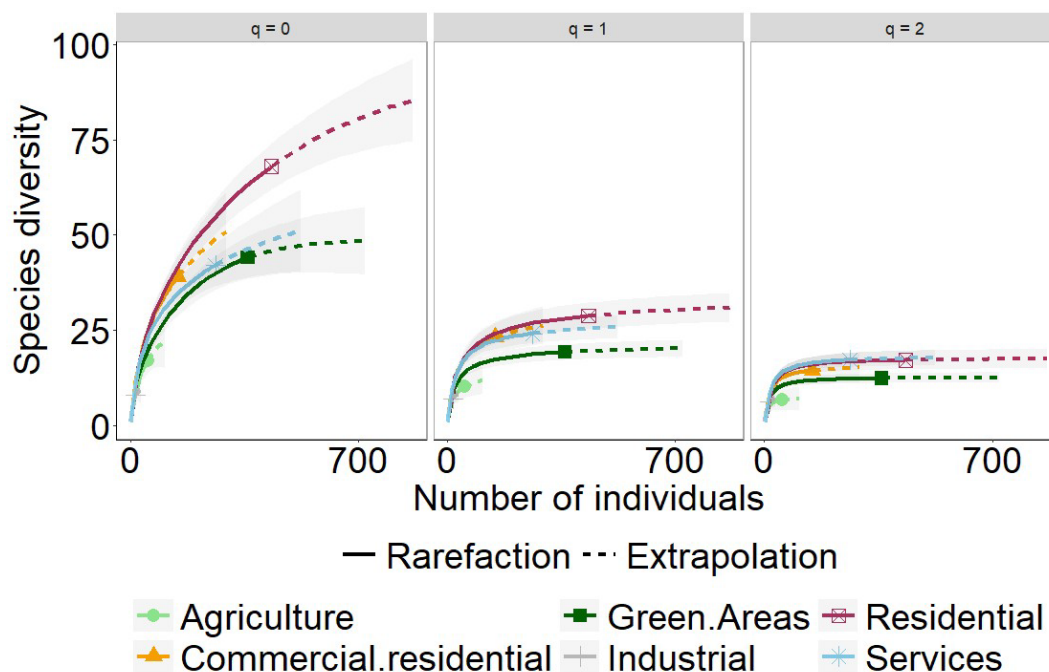 q = 0
q = 1
q = 2
100
75
50
25
0
Species diversity
0 700 0 700 0 700
Number of individuals
Rarefaction Extrapolation
Agriculture Green.Areas Residential
Commercial.residential Industrial Services